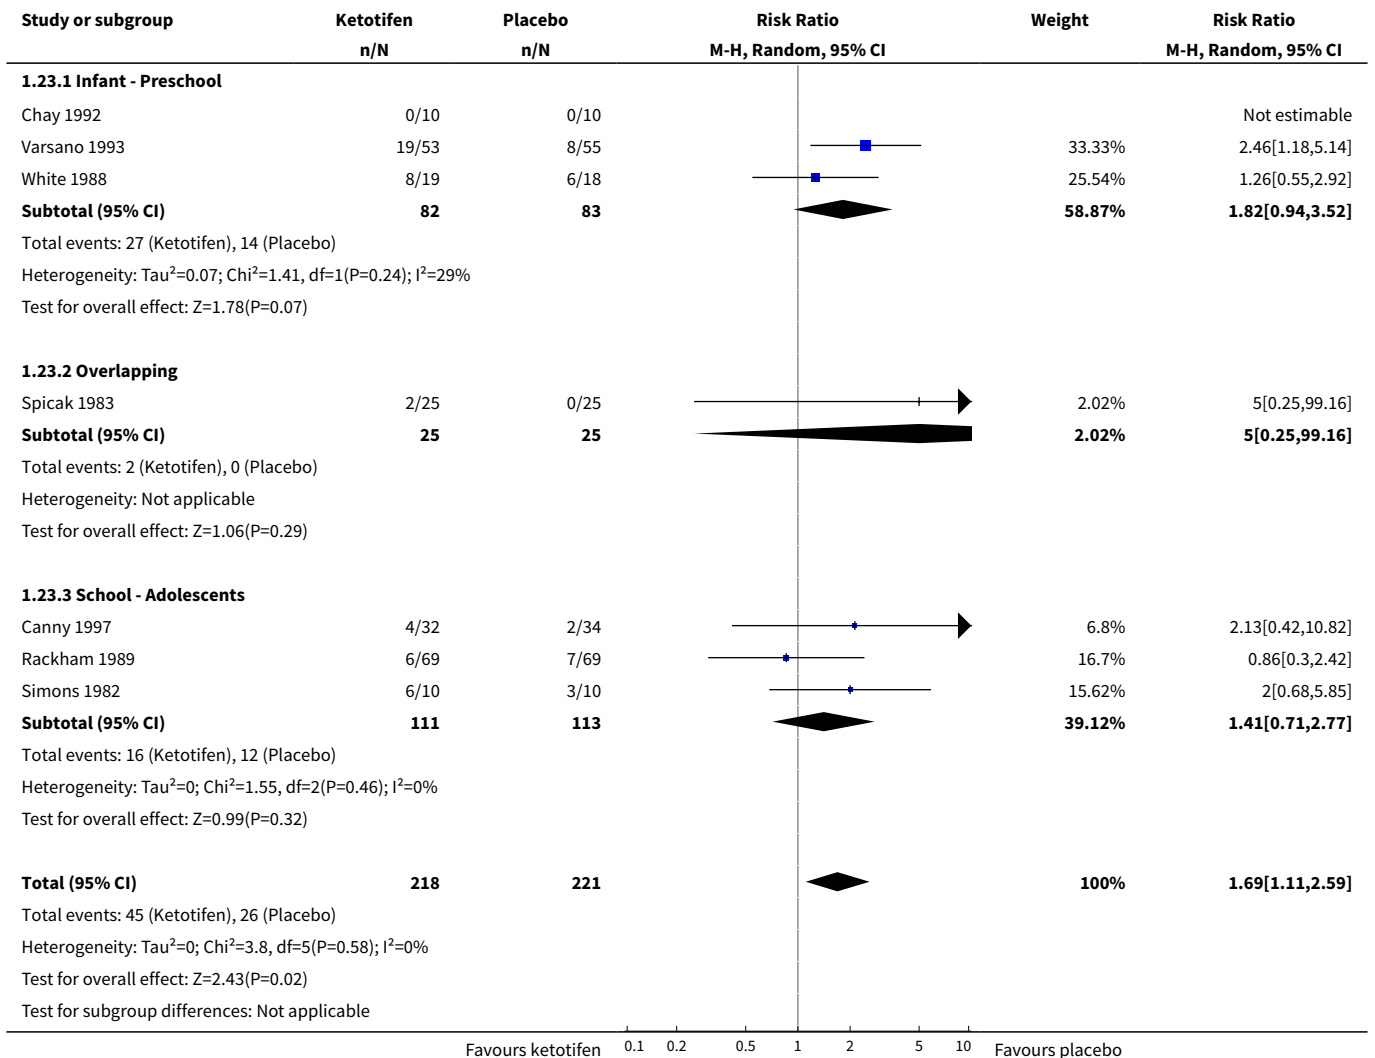 Study or subgroup Ketotifen Placebo Risk Ratio Weight Risk Ratio
n/N n/N M-H, Random, 95% CI M-H, Random, 95% CI
1.23.1 Infant - Preschool
Chay 1992 0/10 0/10 Not estimable
Varsano 1993 19/53 8/55 33.33% 2.46[1.18,5.14]
White 1988 8/19 6/18 25.54% 1.26[0.55,2.92]
Subtotal (95% CI) 82 83 58.87% 1.82[0.94,3.52]
Total events: 27 (Ketotifen), 14 (Placebo)
Heterogeneity: Tau²=0.07; Chi²=1.41, df=1(P=0.24); I²=29%
Test for overall effect: Z=1.78(P=0.07)
1.23.2 Overlapping
Spicak 1983 2/25 0/25 2.02% 5[0.25,99.16]
Subtotal (95% CI) 25 25 2.02% 5[0.25,99.16]
Total events: 2 (Ketotifen), 0 (Placebo)
Heterogeneity: Not applicable
Test for overall effect: Z=1.06(P=0.29)
1.23.3 School - Adolescents
Canny 1997 4/32 2/34 6.8% 2.13[0.42,10.82]
Rackham 1989 6/69 7/69 16.7% 0.86[0.3,2.42]
Simons 1982 6/10 3/10 15.62% 2[0.68,5.85]
Subtotal (95% CI) 111 113 39.12% 1.41[0.71,2.77]
Total events: 16 (Ketotifen), 12 (Placebo)
Heterogeneity: Tau²=0; Chi²=1.55, df=2(P=0.46); I²=0%
Test for overall effect: Z=0.99(P=0.32)
Total (95% CI) 218 221 100% 1.69[1.11,2.59]
Total events: 45 (Ketotifen), 26 (Placebo)
Heterogeneity: Tau²=0; Chi²=3.8, df=5(P=0.58); I²=0%
Test for overall effect: Z=2.43(P=0.02)
Test for subgroup differences: Not applicable
Favours ketotifen 0.1 0.2 0.5 1 2 5 10 Favours placebo